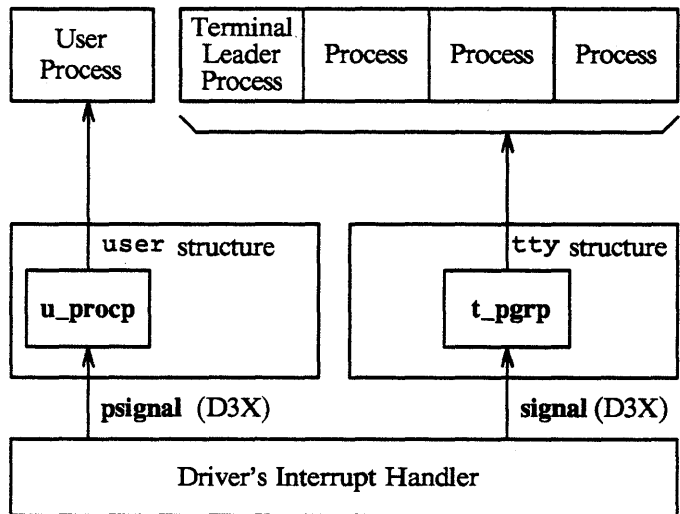 User
Process
Terminal
Leader
Process
Process
Process
Process
user structure
u_procp
tty structure
t_pgrp
psignal (D3X)
signal (D3X)
Driver's Interrupt Handler